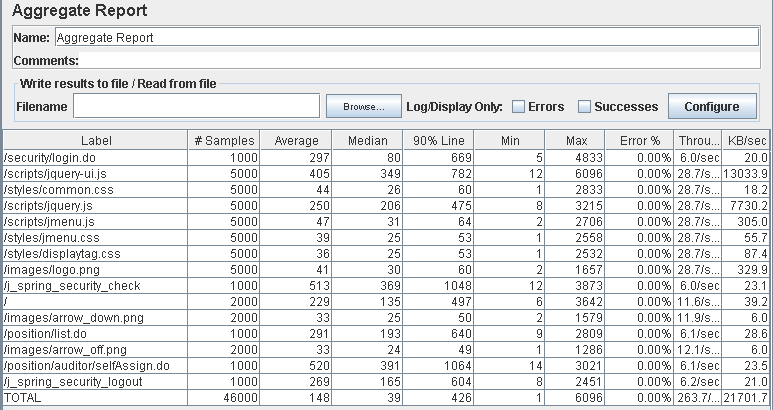 Aggregate Report
Name: Aggregate Report
Comments:
Write results to file / Read from file
Filename Browse... Log/Display Only: Errors Successes Configure
Label # Samples Average Median 90% Line Min Max Error % Throu... KB/sec
/security/login.do 1000 297 80 669 5 4833 0.00% 6.0/sec 20.0
/scripts/jquery-ui.js 5000 405 349 782 12 6096 0.00% 28.7/s... 13033.9
/styles/common.css 5000 44 26 60 1 2833 0.00% 28.7/s... 18.2
/scripts/jquery.js 5000 250 206 475 8 3215 0.00% 28.7/s... 7730.2
/scripts/jmenu.js 5000 47 31 64 2 2706 0.00% 28.7/s... 305.0
/styles/jmenu.css 5000 39 25 53 1 2558 0.00% 28.7/s... 55.7
/styles/displaytag.css 5000 36 25 53 1 2532 0.00% 28.7/s... 87.4
/images/logo.png 5000 41 30 60 2 1657 0.00% 28.7/s... 329.9
/j_spring_security_check 1000 513 369 1048 12 3873 0.00% 6.0/sec 23.1
/ 2000 229 135 497 6 3642 0.00% 11.6/s... 39.2
/images/arrow_down.png 2000 33 25 50 2 1579 0.00% 11.9/s... 6.0
/position/list.do 1000 291 193 640 9 2809 0.00% 6.1/sec 28.6
/images/arrow_off.png 2000 33 24 49 1 1286 0.00% 12.1/s... 6.0
/position/auditor/selfAssign.do 1000 520 391 1064 14 3021 0.00% 6.1/sec 23.5
/j_spring_security_logout 1000 269 165 604 8 2451 0.00% 6.2/sec 21.0
TOTAL 46000 148 39 426 1 6096 0.00% 263.7/... 21701.7